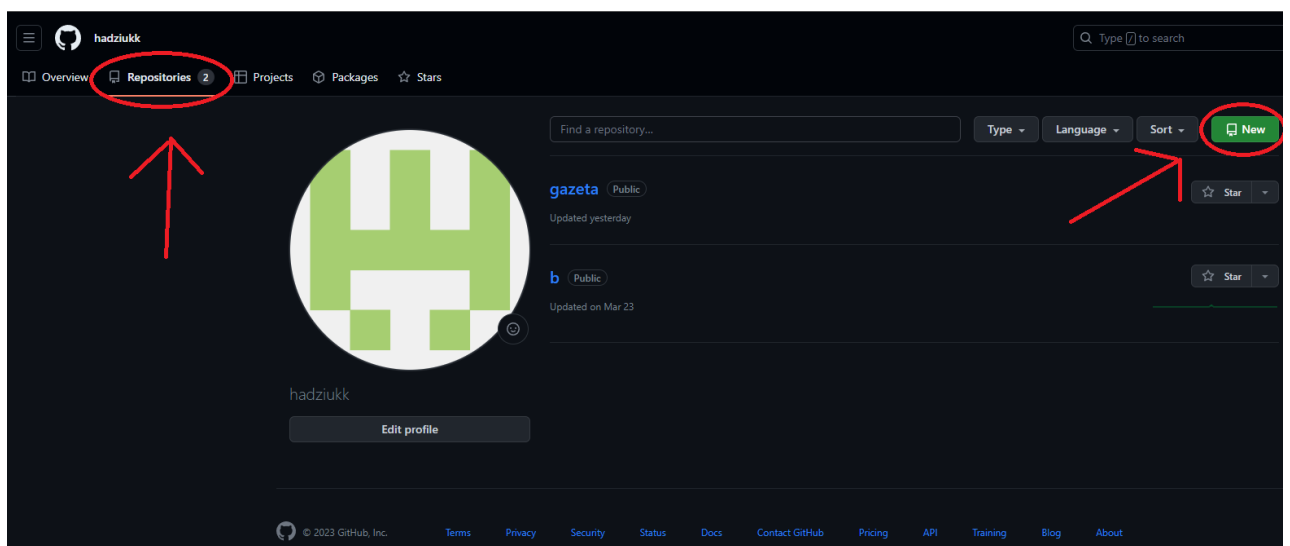 hadziukk
Type / to search
Overview Repositories 2 Projects Packages Stars
Find a repository...
Type Language Sort New
gazeta Public
Star
Updated yesterday
b Public
Star
Updated on Mar 23
hadziukk
Edit profile
© 2023 GitHub, Inc. Terms Privacy Security Status Docs Contact GitHub Pricing API Training Blog About